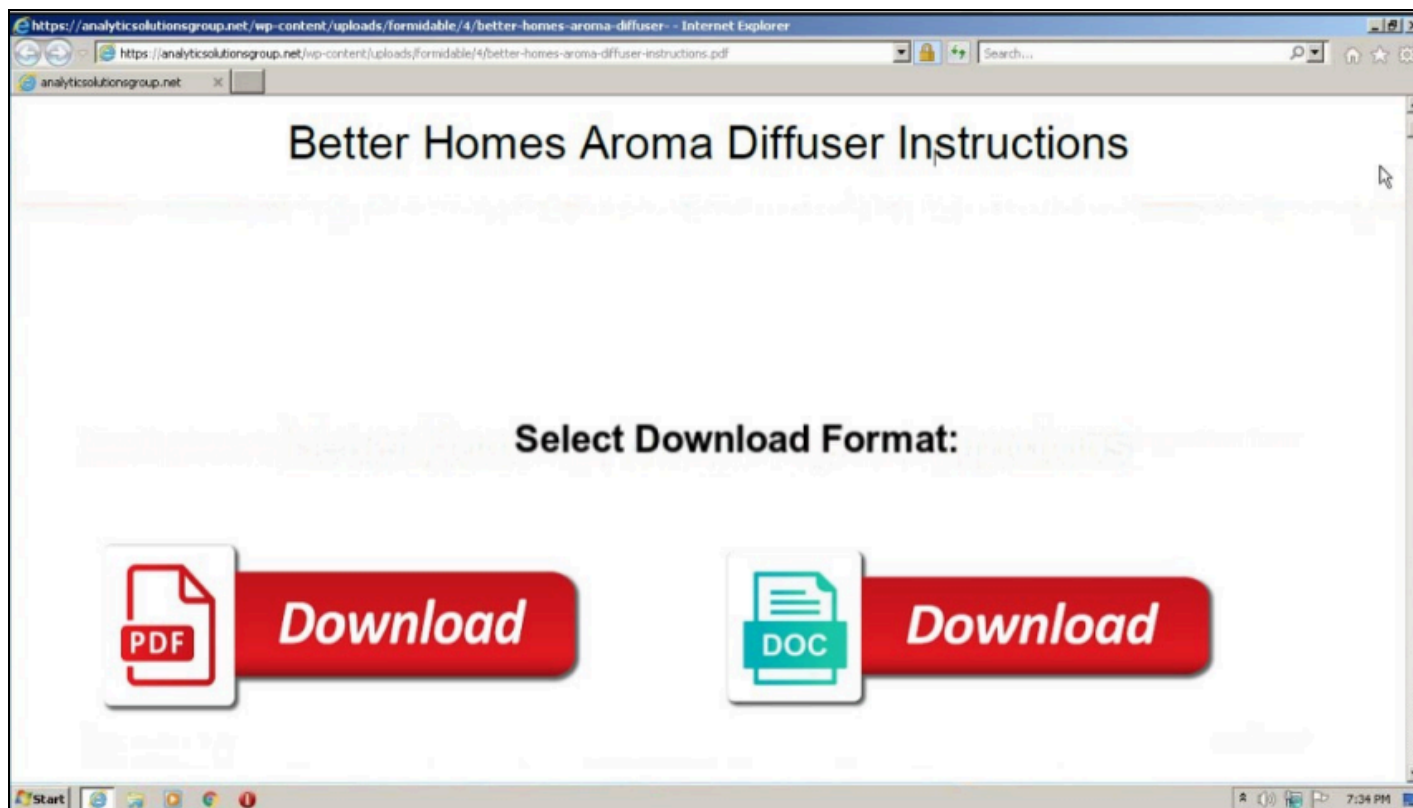 https://analyticsolutionsgroup.net/wp-content/uploads/formidable/4/better-homes-aroma-diffuser- - Internet Explorer
https://analyticsolutionsgroup.net/wp-content/uploads/formidable/4/better-homes-aroma-diffuser-instructions.pdf
Search...
analyticsolutionsgroup.net
Better Homes Aroma Diffuser Instructions
Select Download Format:
PDF
Download
DOC
Download
Start
7:34 PM